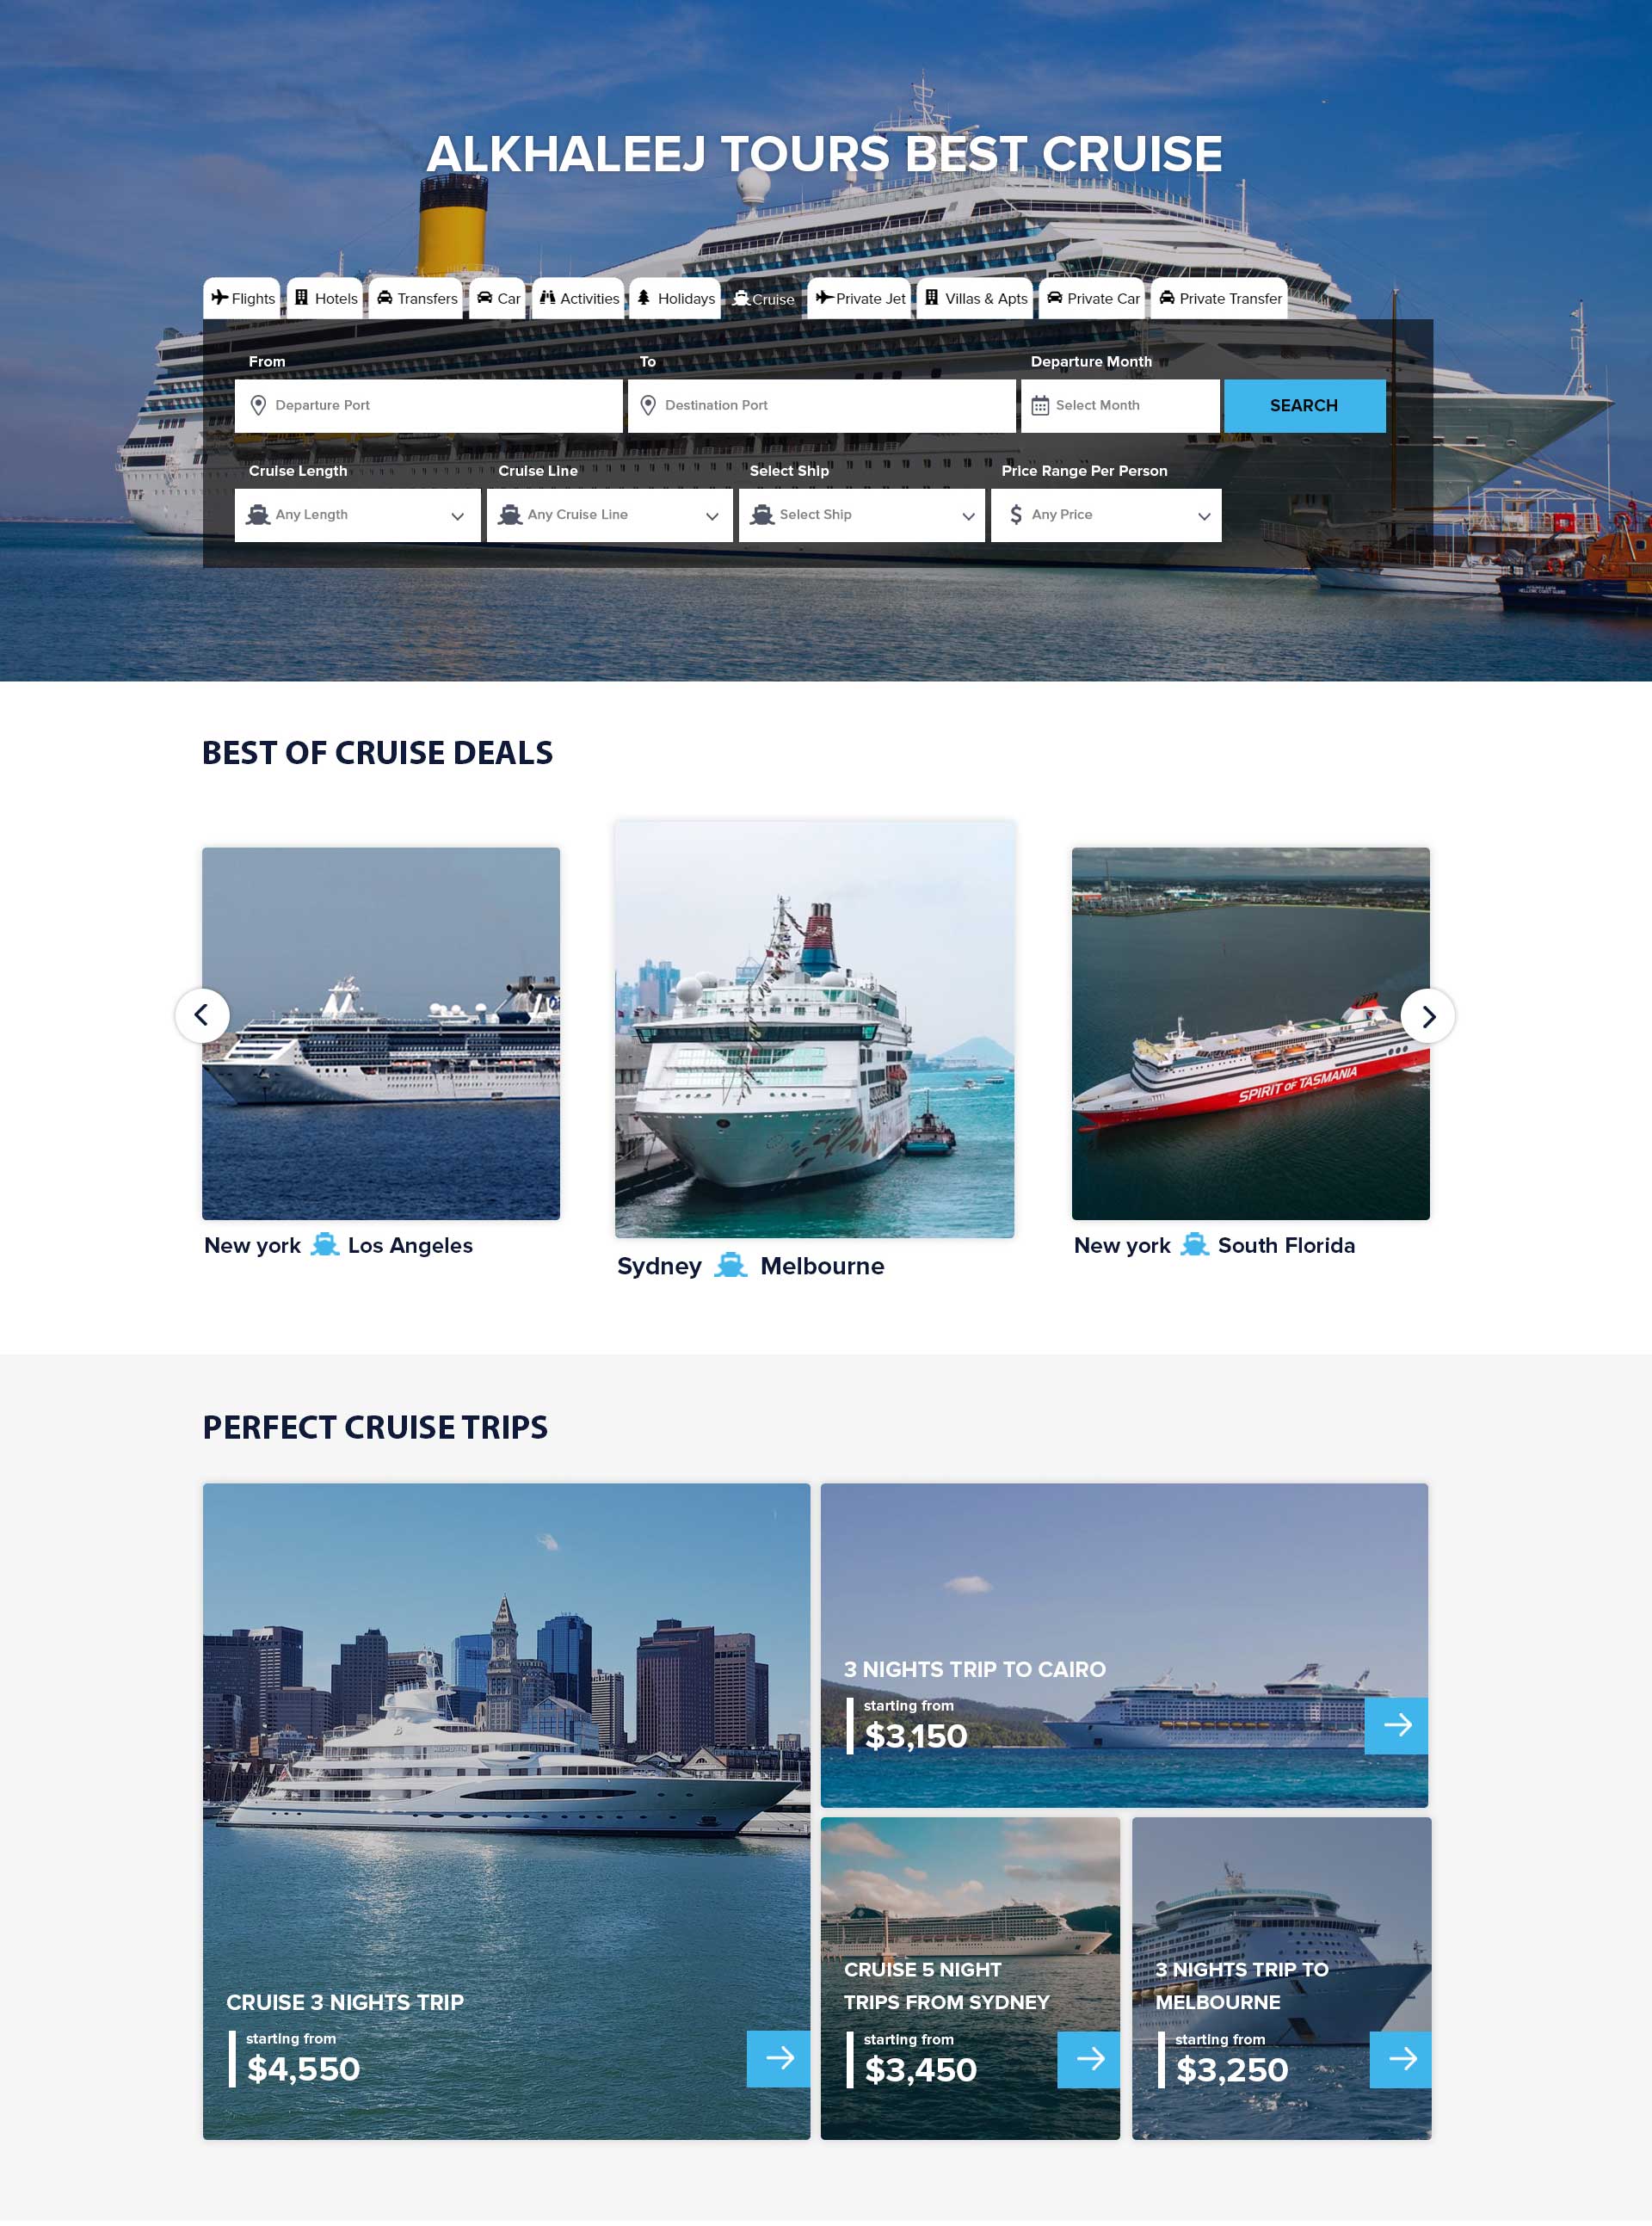 ALKHALEEJ TOURS BEST CRUISE
Flights Hotels Transfers Car Activities Holidays Cruise Private Jet Villas & Apts Private Car Private Transfer
From To Departure Month
Departure Port Destination Port Select Month SEARCH
Cruise Length Cruise Line Select Ship Price Range Per Person
Any Length Any Cruise Line Select Ship $ Any Price
BEST OF CRUISE DEALS
SPIRIT OF TASMANIA
New york Los Angeles
Sydney Melbourne
New york South Florida
PERFECT CRUISE TRIPS
CRUISE 3 NIGHTS TRIP
starting from
$4,550
3 NIGHTS TRIP TO CAIRO
starting from
$3,150
CRUISE 5 NIGHT
TRIPS FROM SYDNEY
starting from
$3,450
3 NIGHTS TRIP TO
MELBOURNE
starting from
$3,250